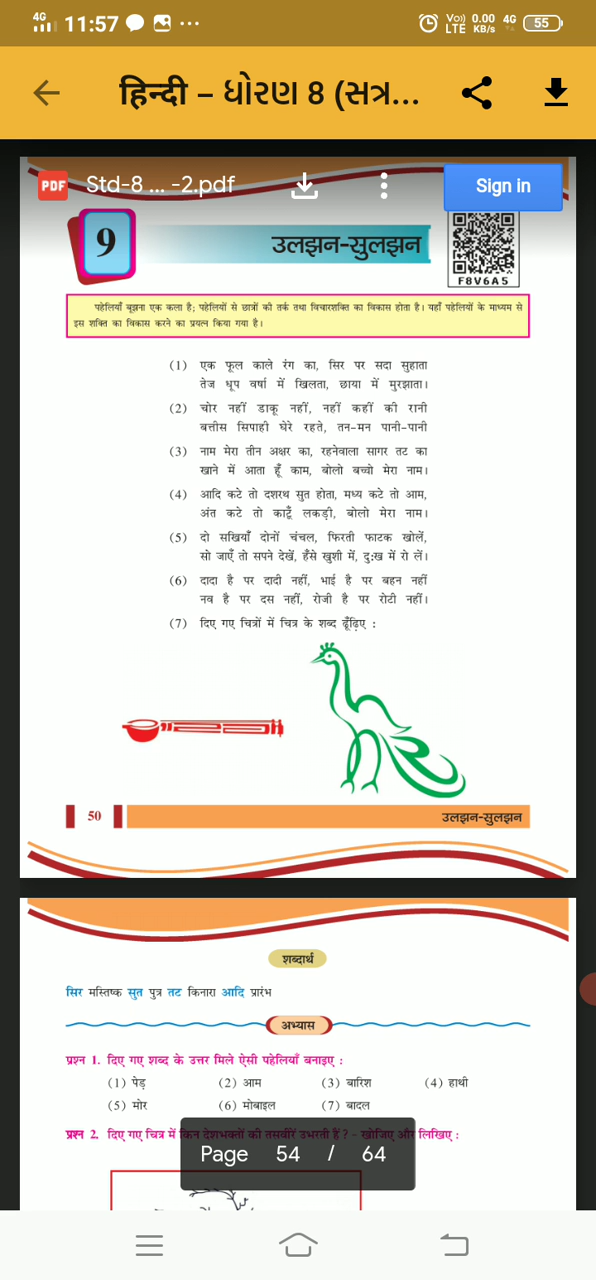 4G 11:57 ... Vo)) LTE 0.00 KB/s 4G 55
हिन्दी – ધોરણ 8 (સત્ર...
PDF Std-8 ... -2.pdf Sign in
9 उलझन-सुलझन
F8V6A5
पहेलियाँ बूझना एक कला है; पहेलियों से छात्रों की तर्क तथा विचारशक्ति का विकास होता है। यहाँ पहेलियों के माध्यम से
इस शक्ति का विकास करने का प्रयत्न किया गया है।
(1) एक फूल काले रंग का, सिर पर सदा सुहाता
तेज धूप वर्षा में खिलता, छाया में मुरझाता।
(2) चोर नहीं डाकू नहीं, नहीं कहीं की रानी
बत्तीस सिपाही घेरे रहते, तन-मन पानी-पानी
(3) नाम मेरा तीन अक्षर का, रहनेवाला सागर तट का
खाने में आता हूँ काम, बोलो बच्चो मेरा नाम।
(4) आदि कटे तो दशरथ सुत होता, मध्य कटे तो आम,
अंत कटे तो काटूँ लकड़ी, बोलो मेरा नाम।
(5) दो सखियाँ दोनों चंचल, फिरती फाटक खोलें,
सो जाएँ तो सपने देखें, हँसे खुशी में, दुःख में रो लें।
(6) दादा है पर दादी नहीं, भाई है पर बहन नहीं
नव है पर दस नहीं, रोजी है पर रोटी नहीं।
(7) दिए गए चित्रों में चित्र के शब्द ढूँढ़िए :
50 उलझन-सुलझन
शब्दार्थ
सिर मस्तिष्क सुत पुत्र तट किनारा आदि प्रारंभ
अभ्यास
प्रश्न 1. दिए गए शब्द के उत्तर मिले ऐसी पहेलियाँ बनाइए :
(1) पेड़ (2) आम (3) बारिश (4) हाथी
(5) मोर (6) मोबाइल (7) बादल
प्रश्न 2. दिए गए चित्र में किन देशभक्तों की तसवीरें उभरती हैं ? - खोजिए और लिखिए :
Page 54 / 64